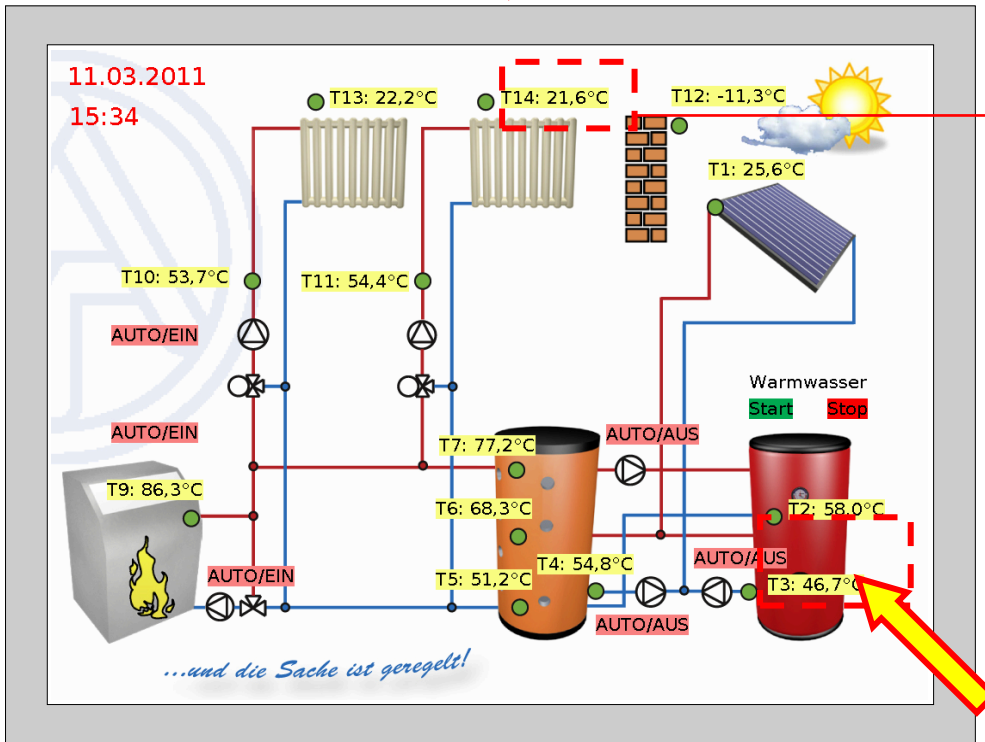 11.03.2011
15:34
T13: 22,2°C
T14: 21,6°C
T12: -11,3°C
T1: 25,6°C
T10: 53,7°C
T11: 54,4°C
AUTO/EIN
Warmwasser
Start Stop
AUTO/EIN
AUTO/AUS
T7: 77,2°C
T9: 86,3°C
T6: 68,3°C
T2: 58,0°C
T4: 54,8°C
AUTO/AUS
AUTO/EIN
T5: 51,2°C
T3: 46,7°C
AUTO/AUS
...und die Sache ist geregelt!